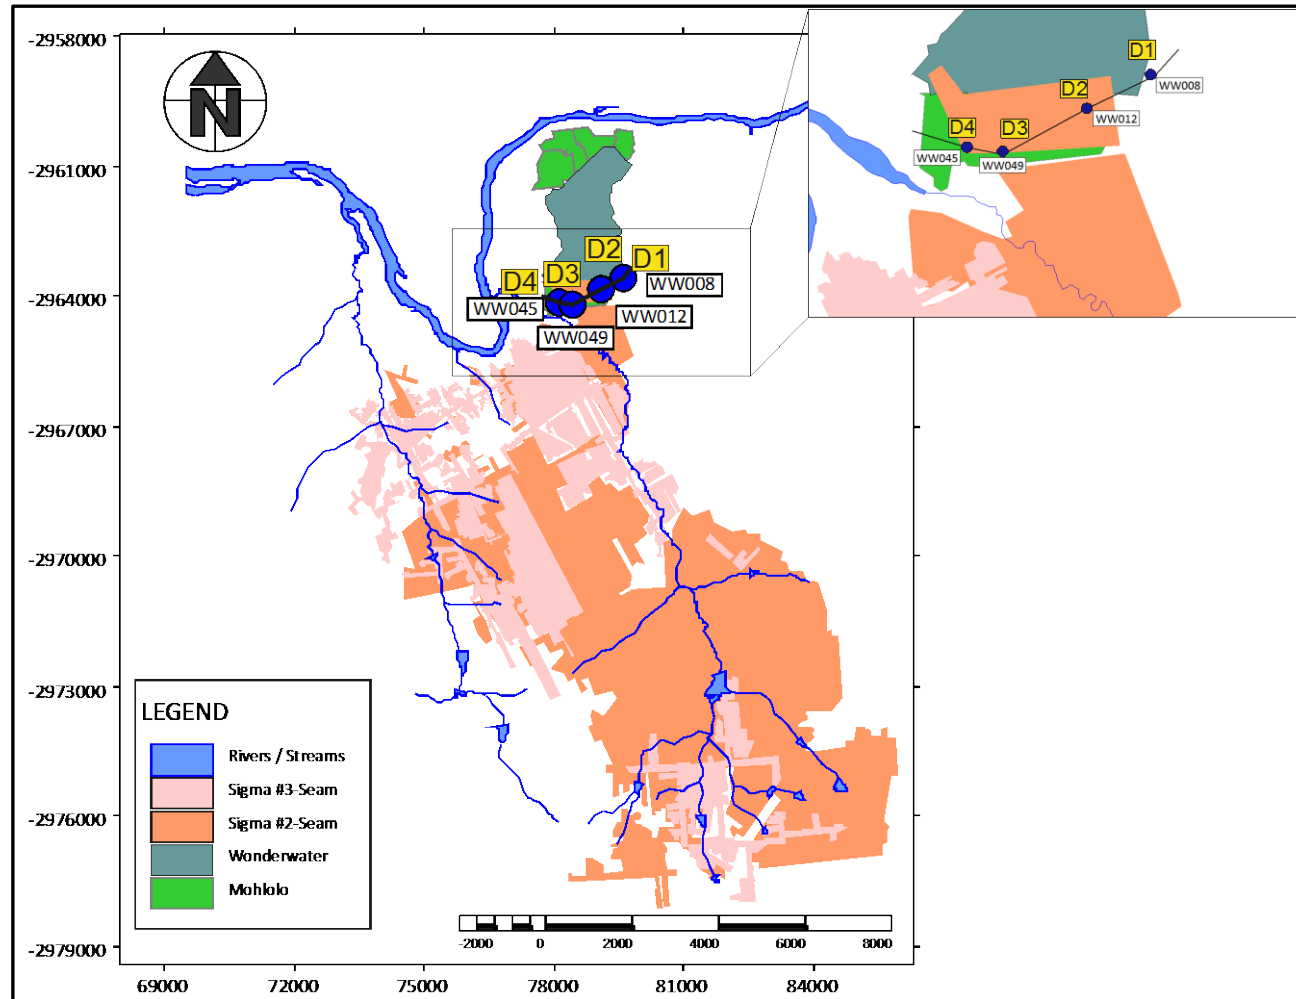 -2958000
-2961000
-2964000
-2967000
-2970000
-2973000
-2976000
-2979000
69000
72000
75000
78000
81000
84000
N
D1
WW008
D2
WW012
D4
D3
WW045
WW049
D2
D1
D3
D4
WW008
WW045
WW012
WW049
LEGEND
Rivers / Streams
Sigma #3-Seam
Sigma #2-Seam
Wonderwater
Mohlolo
-2000 0 2000 4000 6000 8000